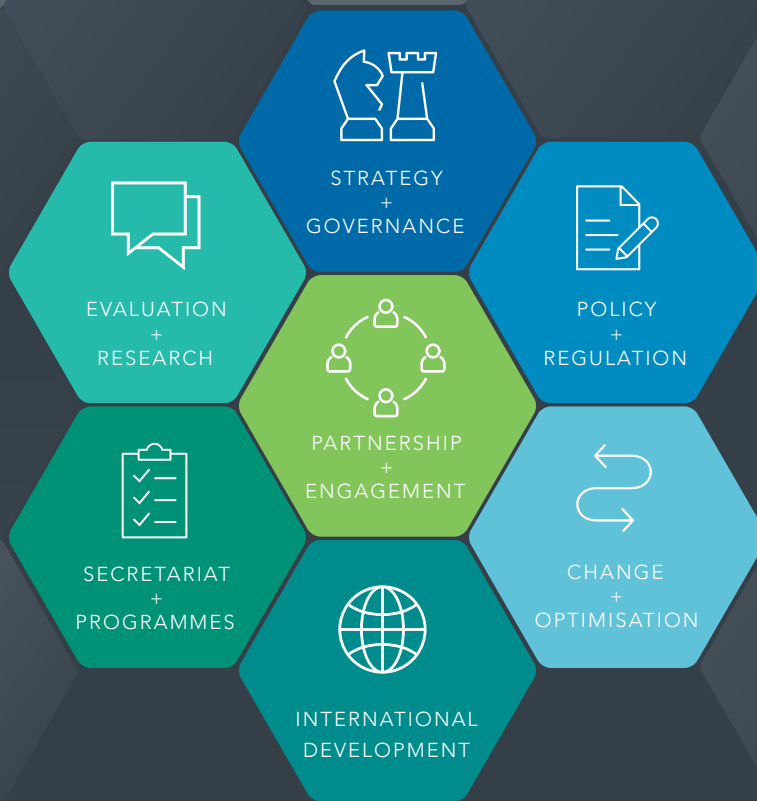 STRATEGY
+
GOVERNANCE
EVALUATION
+
RESEARCH
POLICY
+
REGULATION
PARTNERSHIP
+
ENGAGEMENT
SECRETARIAT
+
PROGRAMMES
CHANGE
+
OPTIMISATION
INTERNATIONAL
DEVELOPMENT